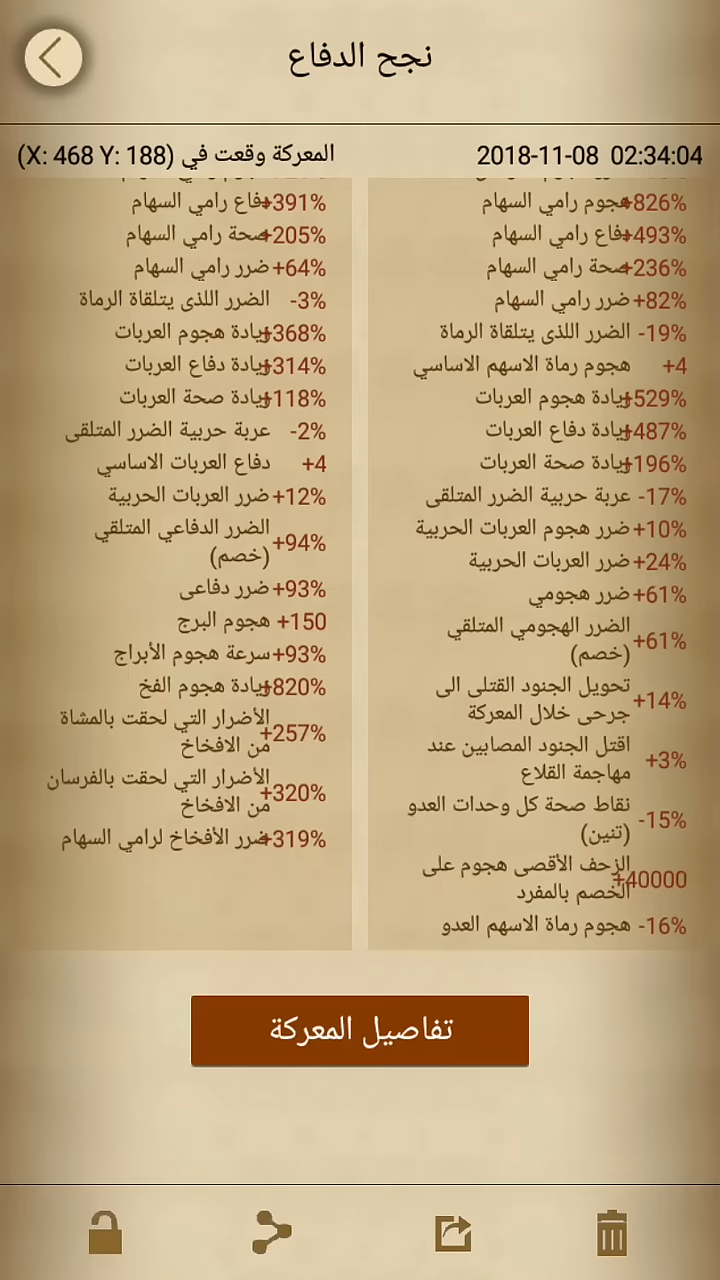 نجح الدفاع
2018-11-08 02:34:04
المعركة وقعت في (X: 468 Y: 188)
هجوم رامي السهام +826%
دفاع رامي السهام +493%
صحة رامي السهام +236%
ضرر رامي السهام +82%
الضرر اللذى يتلقاة الرماة -19%
هجوم رماة الاسهم الاساسي +4
زيادة هجوم العربات +529%
زيادة دفاع العربات +487%
زيادة صحة العربات +196%
عربة حربية الضرر المتلقى -17%
ضرر هجوم العربات الحربية +10%
ضرر العربات الحربية +24%
ضرر هجومي +61%
الضرر الهجومي المتلقي
(خصم) +61%
تحويل الجنود القتلى الى
جرحى خلال المعركة +14%
اقتل الجنود المصابين عند
مهاجمة القلاع +3%
نقاط صحة كل وحدات العدو
(تنين) -15%
الزحف الأقصى هجوم على
الخصم بالمفرد +40000
هجوم رماة الاسهم العدو -16%
دفاع رامي السهام +391%
صحة رامي السهام +205%
ضرر رامي السهام +64%
الضرر اللذى يتلقاة الرماة -3%
زيادة هجوم العربات +368%
زيادة دفاع العربات +314%
زيادة صحة العربات +118%
عربة حربية الضرر المتلقى -2%
دفاع العربات الاساسي +4
ضرر العربات الحربية +12%
الضرر الدفاعي المتلقي
(خصم) +94%
ضرر دفاعى +93%
هجوم البرج +150
سرعة هجوم الأبراج +93%
زيادة هجوم الفخ +820%
الأضرار التي لحقت بالمشاة
من الافخاخ +257%
الأضرار التي لحقت بالفرسان
من الافخاخ +320%
ضرر الأفخاخ لرامي السهام +319%
تفاصيل المعركة